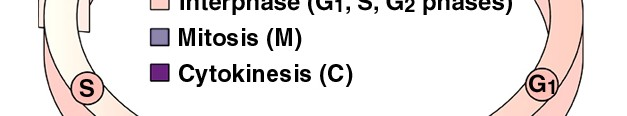 Interphase (G1, S, G2 phases)
Mitosis (M)
Cytokinesis (C)
S
G1